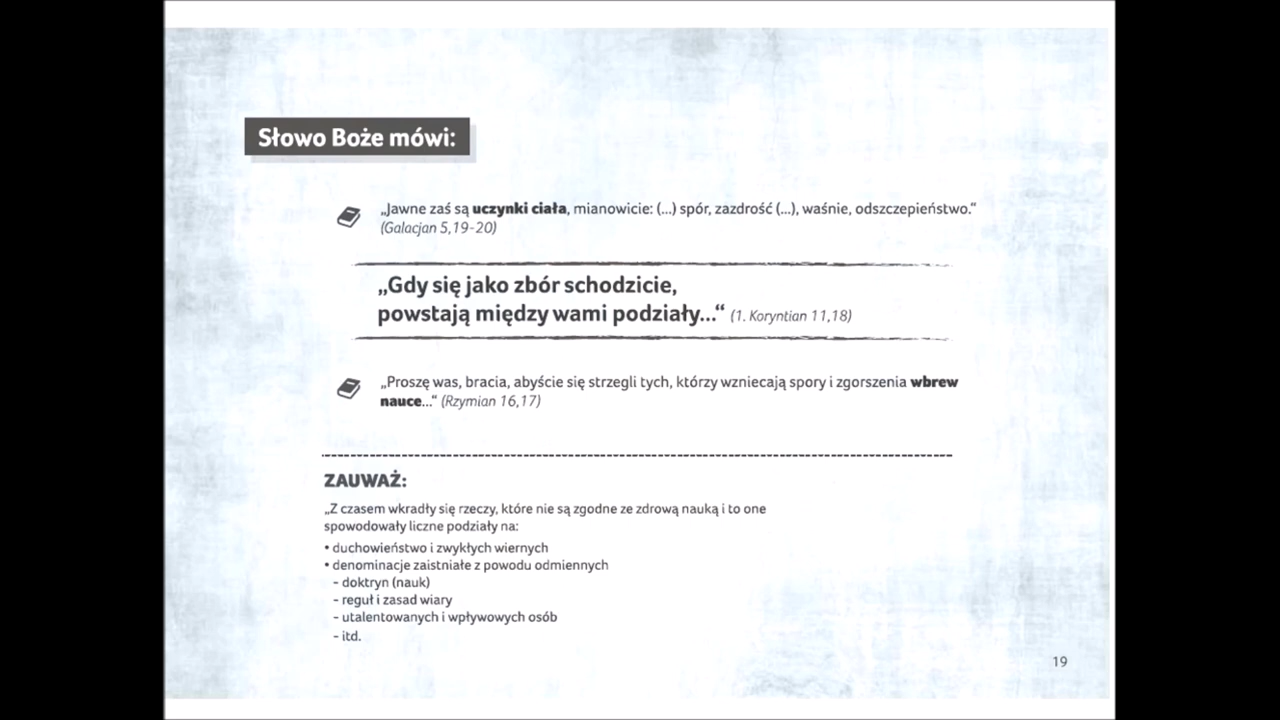 Słowo Boże mówi:
„Jawne zaś są uczynki ciała, mianowicie: (...) spór, zazdrość (...), waśnie, odszczepieństwo.“
(Galacjan 5,19-20)
„Gdy się jako zbór schodzicie,
powstają między wami podziały...“ (1. Koryntian 11,18)
„Proszę was, bracia, abyście się strzegli tych, którzy wzniecają spory i zgorszenia wbrew
nauce...“ (Rzymian 16,17)
ZAUWAŻ:
„Z czasem wkradły się rzeczy, które nie są zgodne ze zdrową nauką i to one
spowodowały liczne podziały na:
• duchowieństwo i zwykłych wiernych
• denominacje zaistniałe z powodu odmiennych
- doktryn (nauk)
- reguł i zasad wiary
- utalentowanych i wpływowych osób
- itd.
19